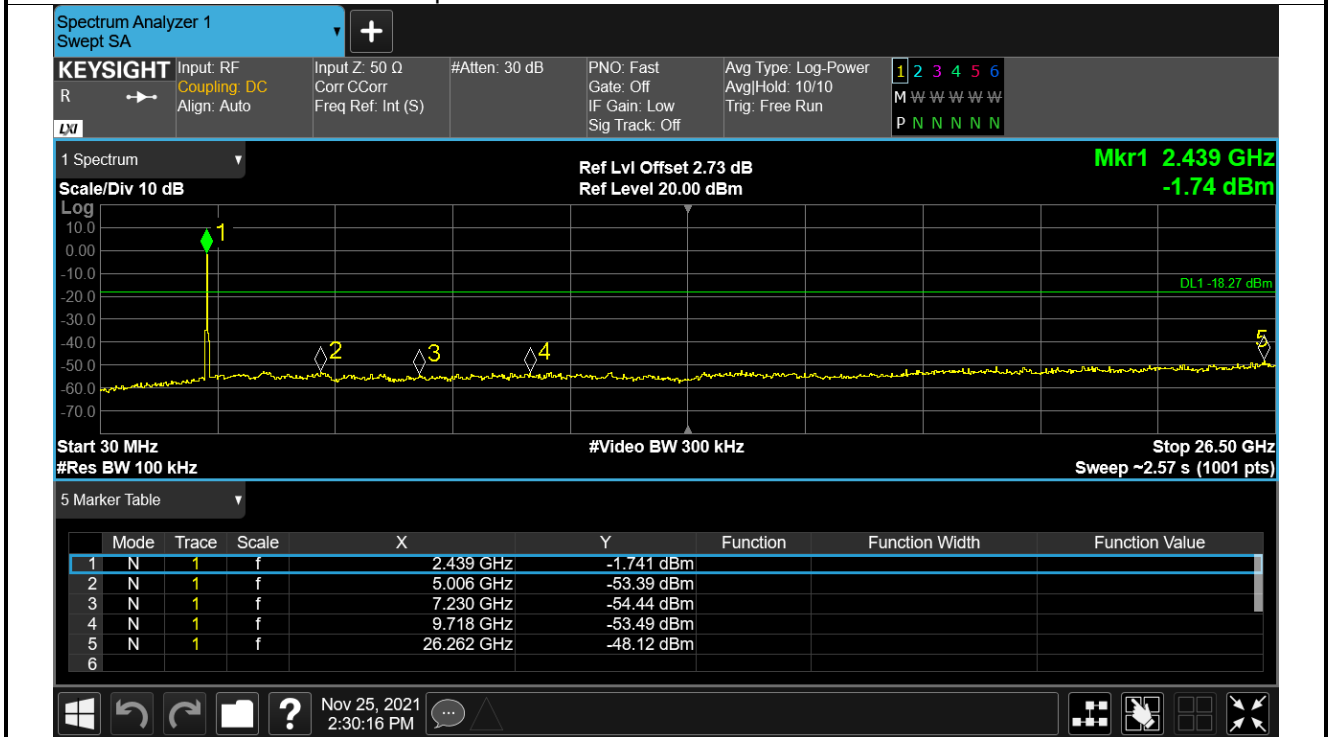 Spectrum Analyzer 1
Swept SA
+
KEYSIGHT Input: RF Input Z: 50 Ω #Atten: 30 dB PNO: Fast Avg Type: Log-Power 1 2 3 4 5 6
R Coupling: DC Corr CCorr Gate: Off Avg|Hold: 10/10 M W W W W W
Align: Auto Freq Ref: Int (S) IF Gain: Low Trig: Free Run
LXI Sig Track: Off P N N N N N
1 Spectrum Ref Lvl Offset 2.73 dB Mkr1 2.439 GHz
Scale/Div 10 dB Ref Level 20.00 dBm -1.74 dBm
Log
10.0 1
0.00
-10.0
DL1 -18.27 dBm
-20.0
-30.0
-40.0 2 3 4 5
-50.0
-60.0
-70.0
Start 30 MHz #Video BW 300 kHz Stop 26.50 GHz
#Res BW 100 kHz Sweep ~2.57 s (1001 pts)
5 Marker Table
Mode Trace Scale X Y Function Function Width Function Value
1 N 1 f 2.439 GHz -1.741 dBm
2 N 1 f 5.006 GHz -53.39 dBm
3 N 1 f 7.230 GHz -54.44 dBm
4 N 1 f 9.718 GHz -53.49 dBm
5 N 1 f 26.262 GHz -48.12 dBm
6
? Nov 25, 2021
2:30:16 PM